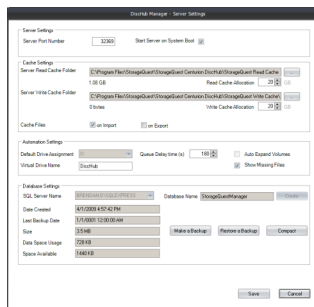 DiscHub Manager - Server Settings
Server Settings
Server Port Number 32369 Start Server on System Boot
Cache Settings
Server Read Cache Folder C:\Program Files\StorageQuest\StorageQuest Centurion DiscHub\StorageQuest Read Cache
1.08 GB Read Cache Allocation 20 GB
Server Write Cache Folder C:\Program Files\StorageQuest\StorageQuest Centurion DiscHub\StorageQuest Write Cache\
0 bytes Write Cache Allocation 20 GB
Cache Files on Import on Export
Automation Settings
Default Drive Assignment Queue Delay time (s) 180 Auto Expand Volumes
Virtual Drive Name DiscHub Show Missing Files
Database Settings
SQL Server Name Database Name StorageQuestManager Create
Date Created 4/1/2009 4:57:42 PM
Last Backup Date 1/1/0001 12:00:00 AM
Size 3.5 MB Make a Backup Restore a Backup Compact
Data Space Usage 728 KB
Space Available 1440 KB
Save Cancel